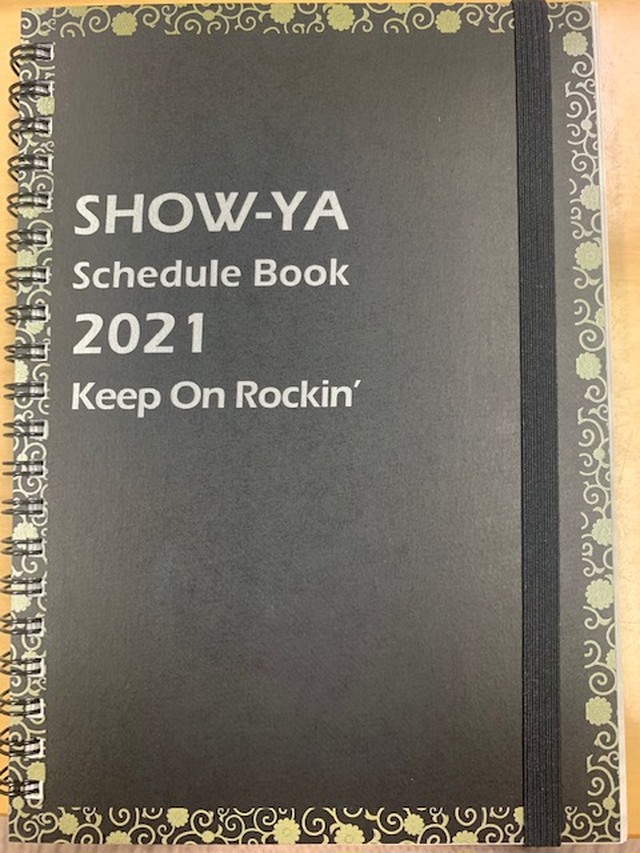 SHOW-YA
Schedule Book
2021
Keep On Rockin’